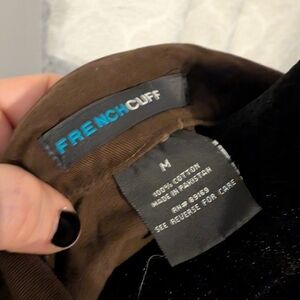 FRENCHCUFF
M
100% COTTON
MADE IN PAKISTAN
RN# 89169
SEE REVERSE FOR CARE